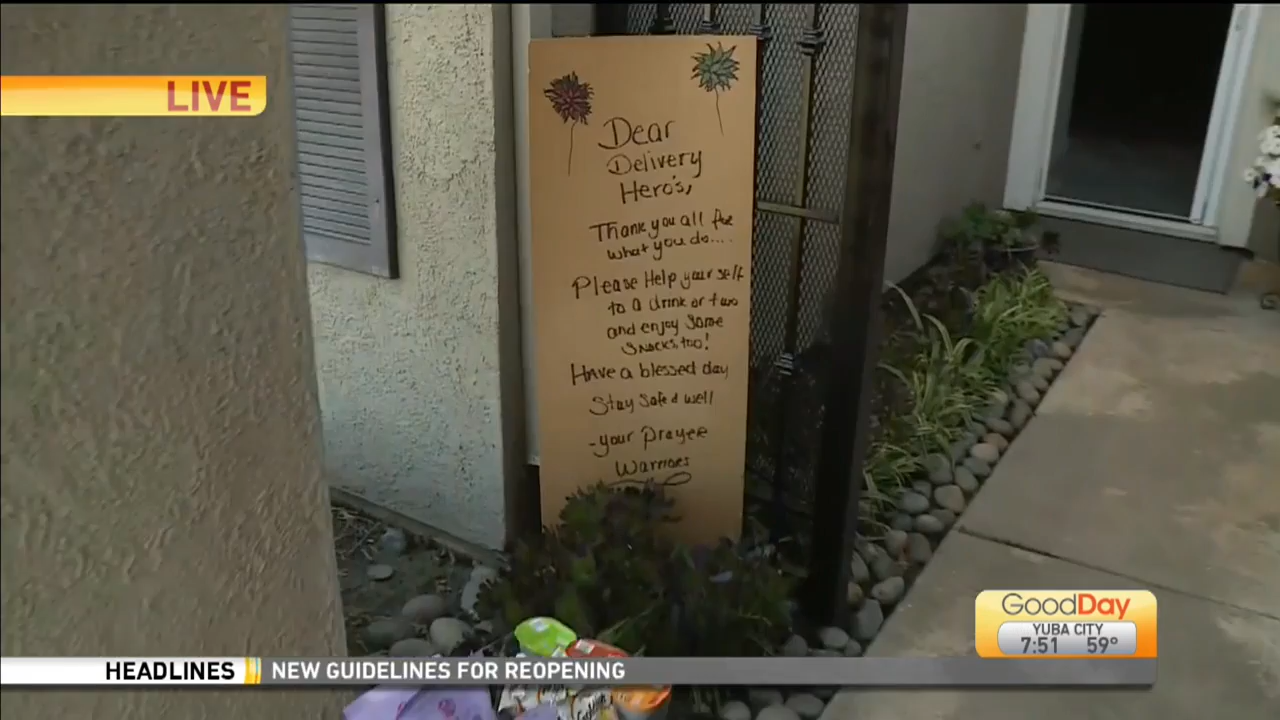 LIVE
Dear
Delivery
Hero's,
Thank you all for
what you do....
Please Help your self
to a drink or two
and enjoy some
snacks, too!
Have a blessed day
Stay Safe & well
-your Prayer
Warriors
GoodDay
YUBA CITY
7:51 59°
HEADLINES NEW GUIDELINES FOR REOPENING